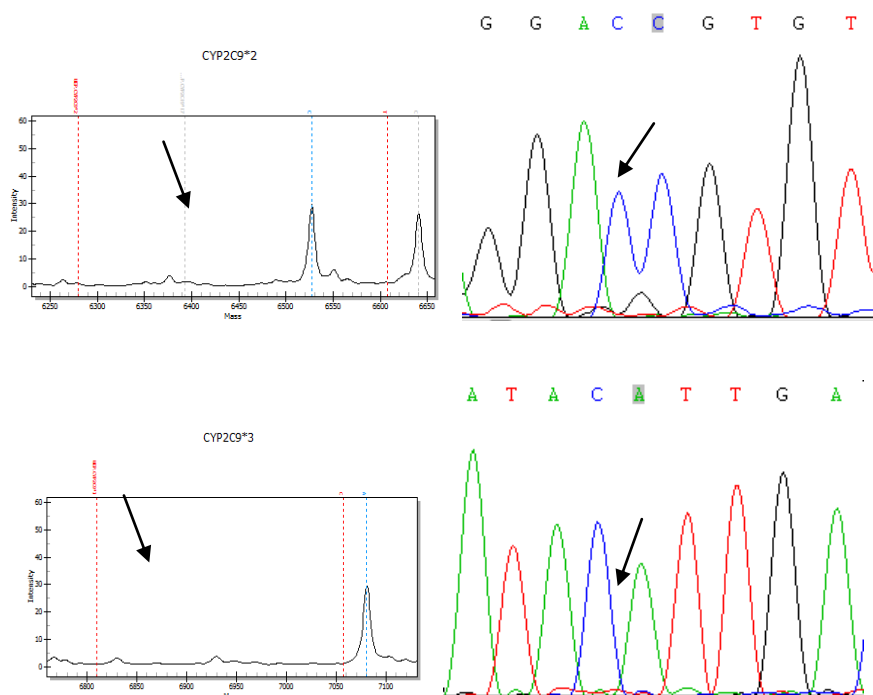 G G A C C G T G T
CYP2C9*2
60
50
40
30
20
10
0
Intensity
C
T
6250 6300 6350 6400 6450 6500 6550 6600 6650
Mass
A T A C A T T G A
CYP2C9*3
60
50
40
30
20
10
0
Intensity
C
A
6800 6850 6900 6950 7000 7050 7100